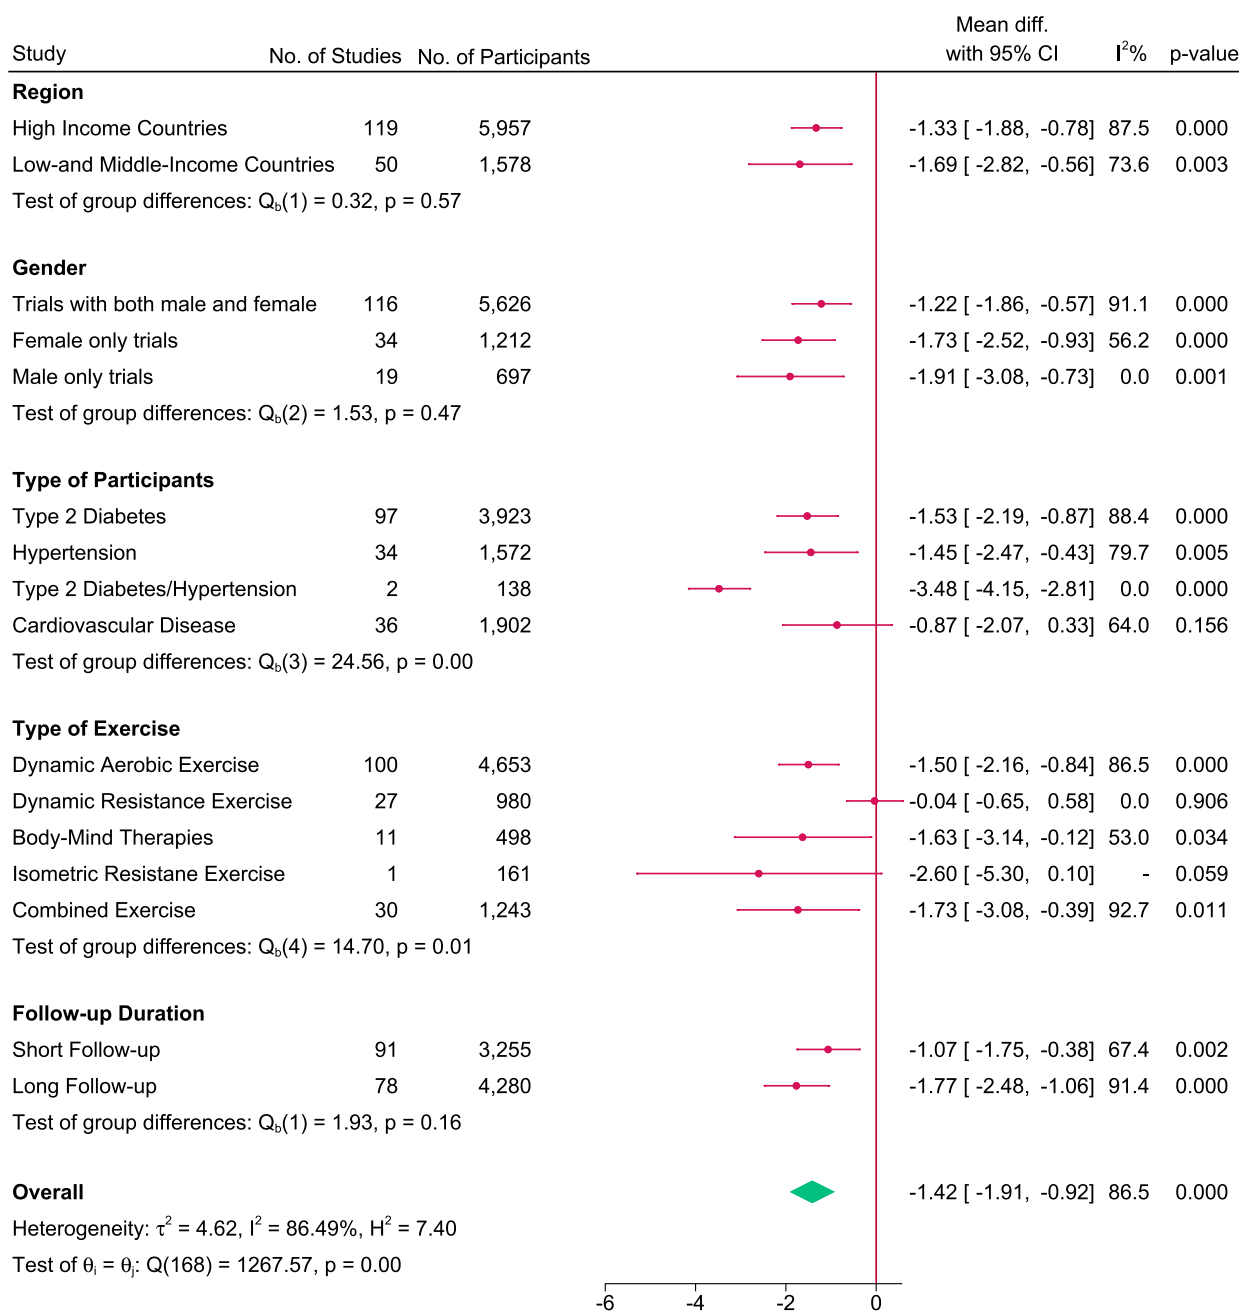 Mean diff.
Study No. of Studies No. of Participants with 95% CI I²% p-value
Region
High Income Countries 119 5,957 -1.33 [ -1.88, -0.78] 87.5 0.000
Low-and Middle-Income Countries 50 1,578 -1.69 [ -2.82, -0.56] 73.6 0.003
Test of group differences: Q_b(1) = 0.32, p = 0.57
Gender
Trials with both male and female 116 5,626 -1.22 [ -1.86, -0.57] 91.1 0.000
Female only trials 34 1,212 -1.73 [ -2.52, -0.93] 56.2 0.000
Male only trials 19 697 -1.91 [ -3.08, -0.73] 0.0 0.001
Test of group differences: Q_b(2) = 1.53, p = 0.47
Type of Participants
Type 2 Diabetes 97 3,923 -1.53 [ -2.19, -0.87] 88.4 0.000
Hypertension 34 1,572 -1.45 [ -2.47, -0.43] 79.7 0.005
Type 2 Diabetes/Hypertension 2 138 -3.48 [ -4.15, -2.81] 0.0 0.000
Cardiovascular Disease 36 1,902 -0.87 [ -2.07, 0.33] 64.0 0.156
Test of group differences: Q_b(3) = 24.56, p = 0.00
Type of Exercise
Dynamic Aerobic Exercise 100 4,653 -1.50 [ -2.16, -0.84] 86.5 0.000
Dynamic Resistance Exercise 27 980 -0.04 [ -0.65, 0.58] 0.0 0.906
Body-Mind Therapies 11 498 -1.63 [ -3.14, -0.12] 53.0 0.034
Isometric Resistane Exercise 1 161 -2.60 [ -5.30, 0.10] - 0.059
Combined Exercise 30 1,243 -1.73 [ -3.08, -0.39] 92.7 0.011
Test of group differences: Q_b(4) = 14.70, p = 0.01
Follow-up Duration
Short Follow-up 91 3,255 -1.07 [ -1.75, -0.38] 67.4 0.002
Long Follow-up 78 4,280 -1.77 [ -2.48, -1.06] 91.4 0.000
Test of group differences: Q_b(1) = 1.93, p = 0.16
Overall -1.42 [ -1.91, -0.92] 86.5 0.000
Heterogeneity: τ² = 4.62, I² = 86.49%, H² = 7.40
Test of θᵢ = θⱼ: Q(168) = 1267.57, p = 0.00
-6 -4 -2 0